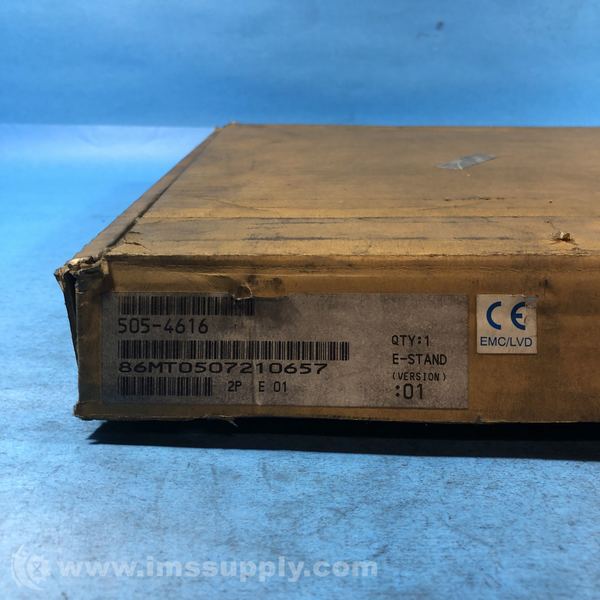 505-4616
86MT0507210657
2P E 01
QTY:1
E-STAND
(VERSION)
:01
CE
EMC/LVD
www.imssupply.com